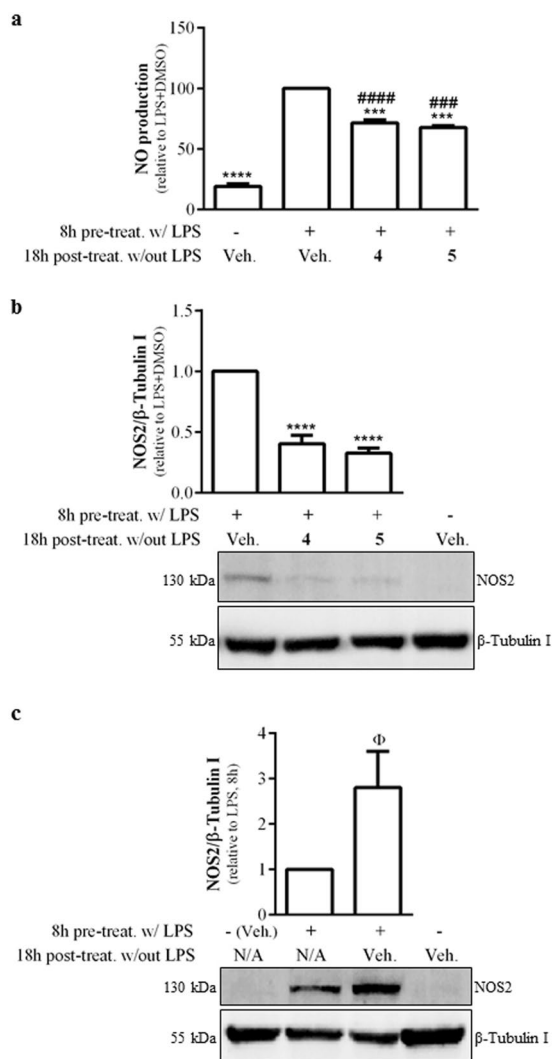 a
NO production
(relative to LPS+DMSO)
100
75
50
25
0
****
####
***
###
***
8h pre-treat. w/ LPS - + + +
18h post-treat. w/out LPS Veh. Veh. 4 5
b
NOS2/β-Tubulin I
(relative to LPS+DMSO)
1.5
1.0
0.5
0.0
**** ****
8h pre-treat. w/ LPS + + + -
18h post-treat. w/out LPS Veh. 4 5 Veh.
130 kDa NOS2
55 kDa β-Tubulin I
c
NOS2/β-Tubulin I
(relative to LPS, 8h)
4
3
2
1
0
Φ
8h pre-treat. w/ LPS - (Veh.) + + -
18h post-treat. w/out LPS N/A N/A Veh. Veh.
130 kDa NOS2
55 kDa β-Tubulin I